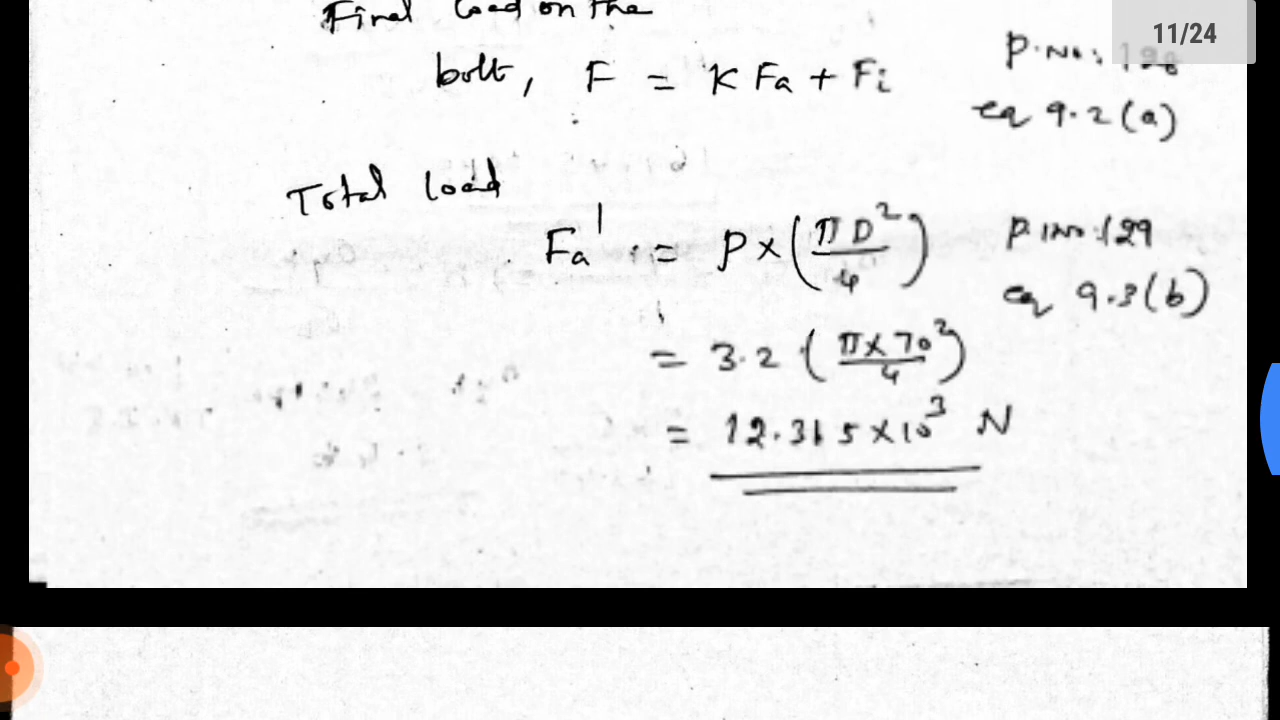 Final load on the
11/24
bolt, F = K Fa + Fi
P.No: 128
eq 9.2(a)
Total load
Fa' = P × (πD²/4)
P.No: 129
eq 9.3(b)
= 3.2 (π×70²/4)
= 12.315×10³ N